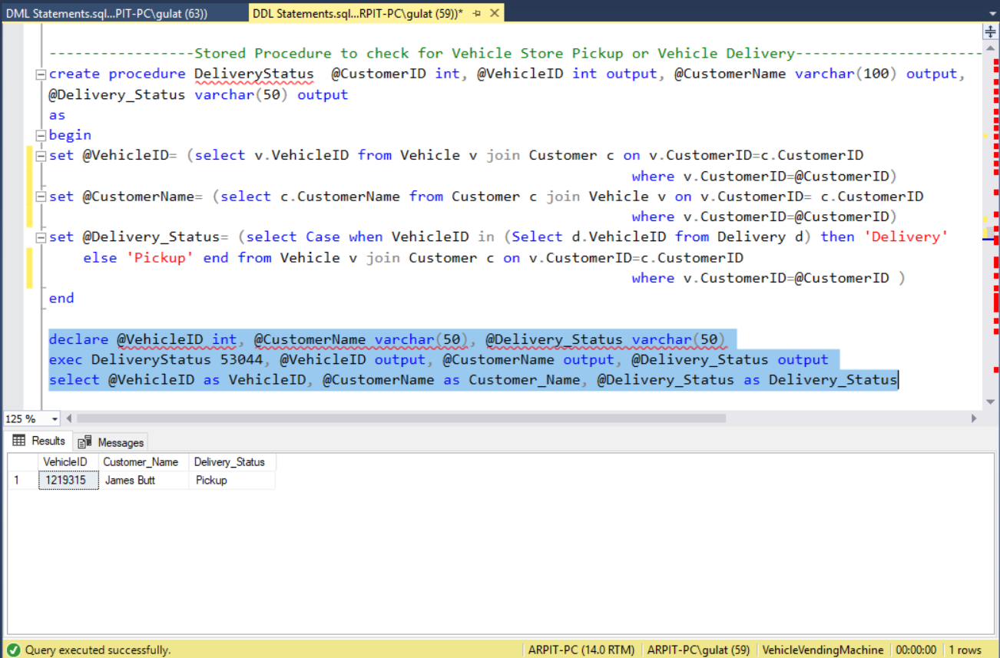 DML Statements.sql...PIT-PC\gulat (63)) DDL Statements.sql...RPIT-PC\gulat (59))*
-----------------Stored Procedure to check for Vehicle Store Pickup or Vehicle Delivery----------------------
create procedure DeliveryStatus  @CustomerID int, @VehicleID int output, @CustomerName varchar(100) output,
@Delivery_Status varchar(50) output
as
begin
set @VehicleID= (select v.VehicleID from Vehicle v join Customer c on v.CustomerID=c.CustomerID
where v.CustomerID=@CustomerID)
set @CustomerName= (select c.CustomerName from Customer c join Vehicle v on v.CustomerID= c.CustomerID
where v.CustomerID=@CustomerID)
set @Delivery_Status= (select Case when VehicleID in (Select d.VehicleID from Delivery d) then 'Delivery'
else 'Pickup' end from Vehicle v join Customer c on v.CustomerID=c.CustomerID
where v.CustomerID=@CustomerID )
end
declare @VehicleID int, @CustomerName varchar(50), @Delivery_Status varchar(50)
exec DeliveryStatus 53044, @VehicleID output, @CustomerName output, @Delivery_Status output
select @VehicleID as VehicleID, @CustomerName as Customer_Name, @Delivery_Status as Delivery_Status
125 %
Results Messages
VehicleID Customer_Name Delivery_Status
1 1219315 James Butt Pickup
Query executed successfully. ARPIT-PC (14.0 RTM) ARPIT-PC\gulat (59) VehicleVendingMachine 00:00:00 1 rows